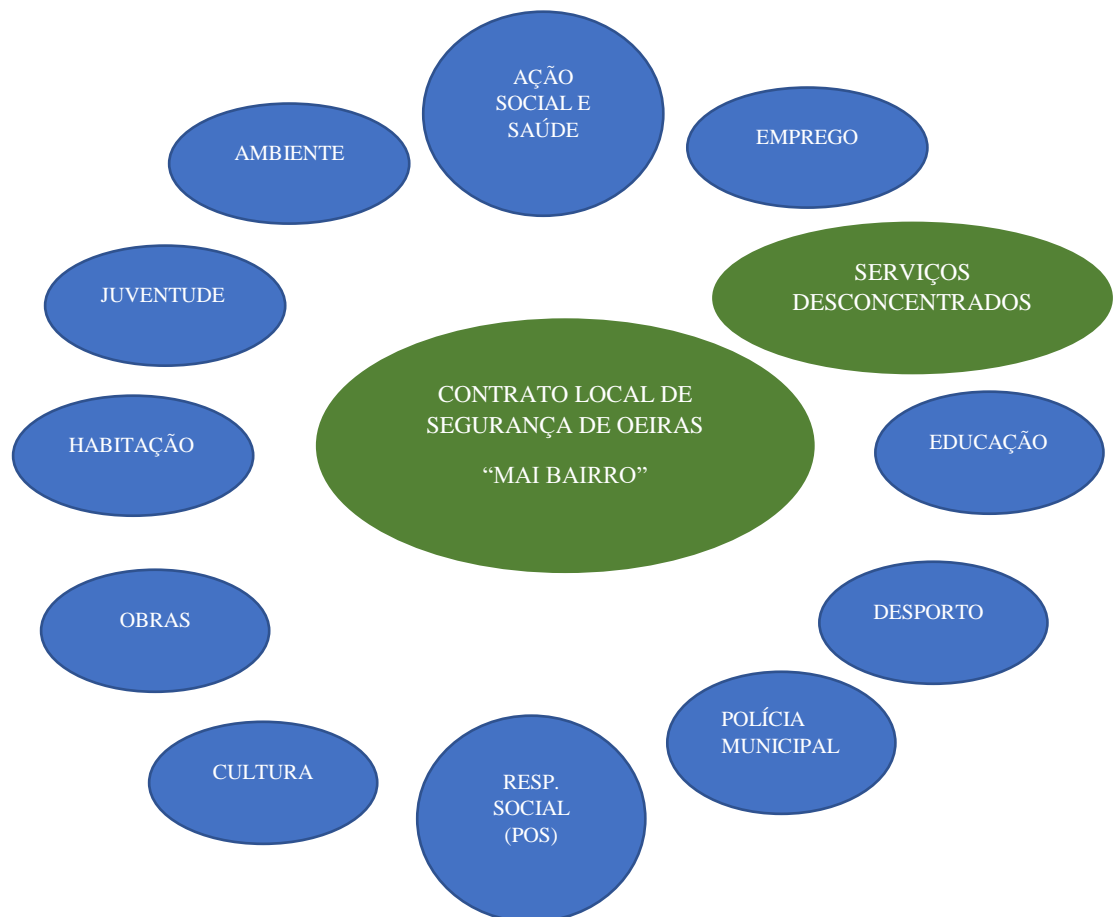 AÇÃO
SOCIAL E
SAÚDE
EMPREGO
AMBIENTE
SERVIÇOS
DESCONCENTRADOS
JUVENTUDE
CONTRATO LOCAL DE
SEGURANÇA DE OEIRAS
“MAI BAIRRO”
HABITAÇÃO
EDUCAÇÃO
OBRAS
DESPORTO
POLÍCIA
MUNICIPAL
CULTURA
RESP.
SOCIAL
(POS)